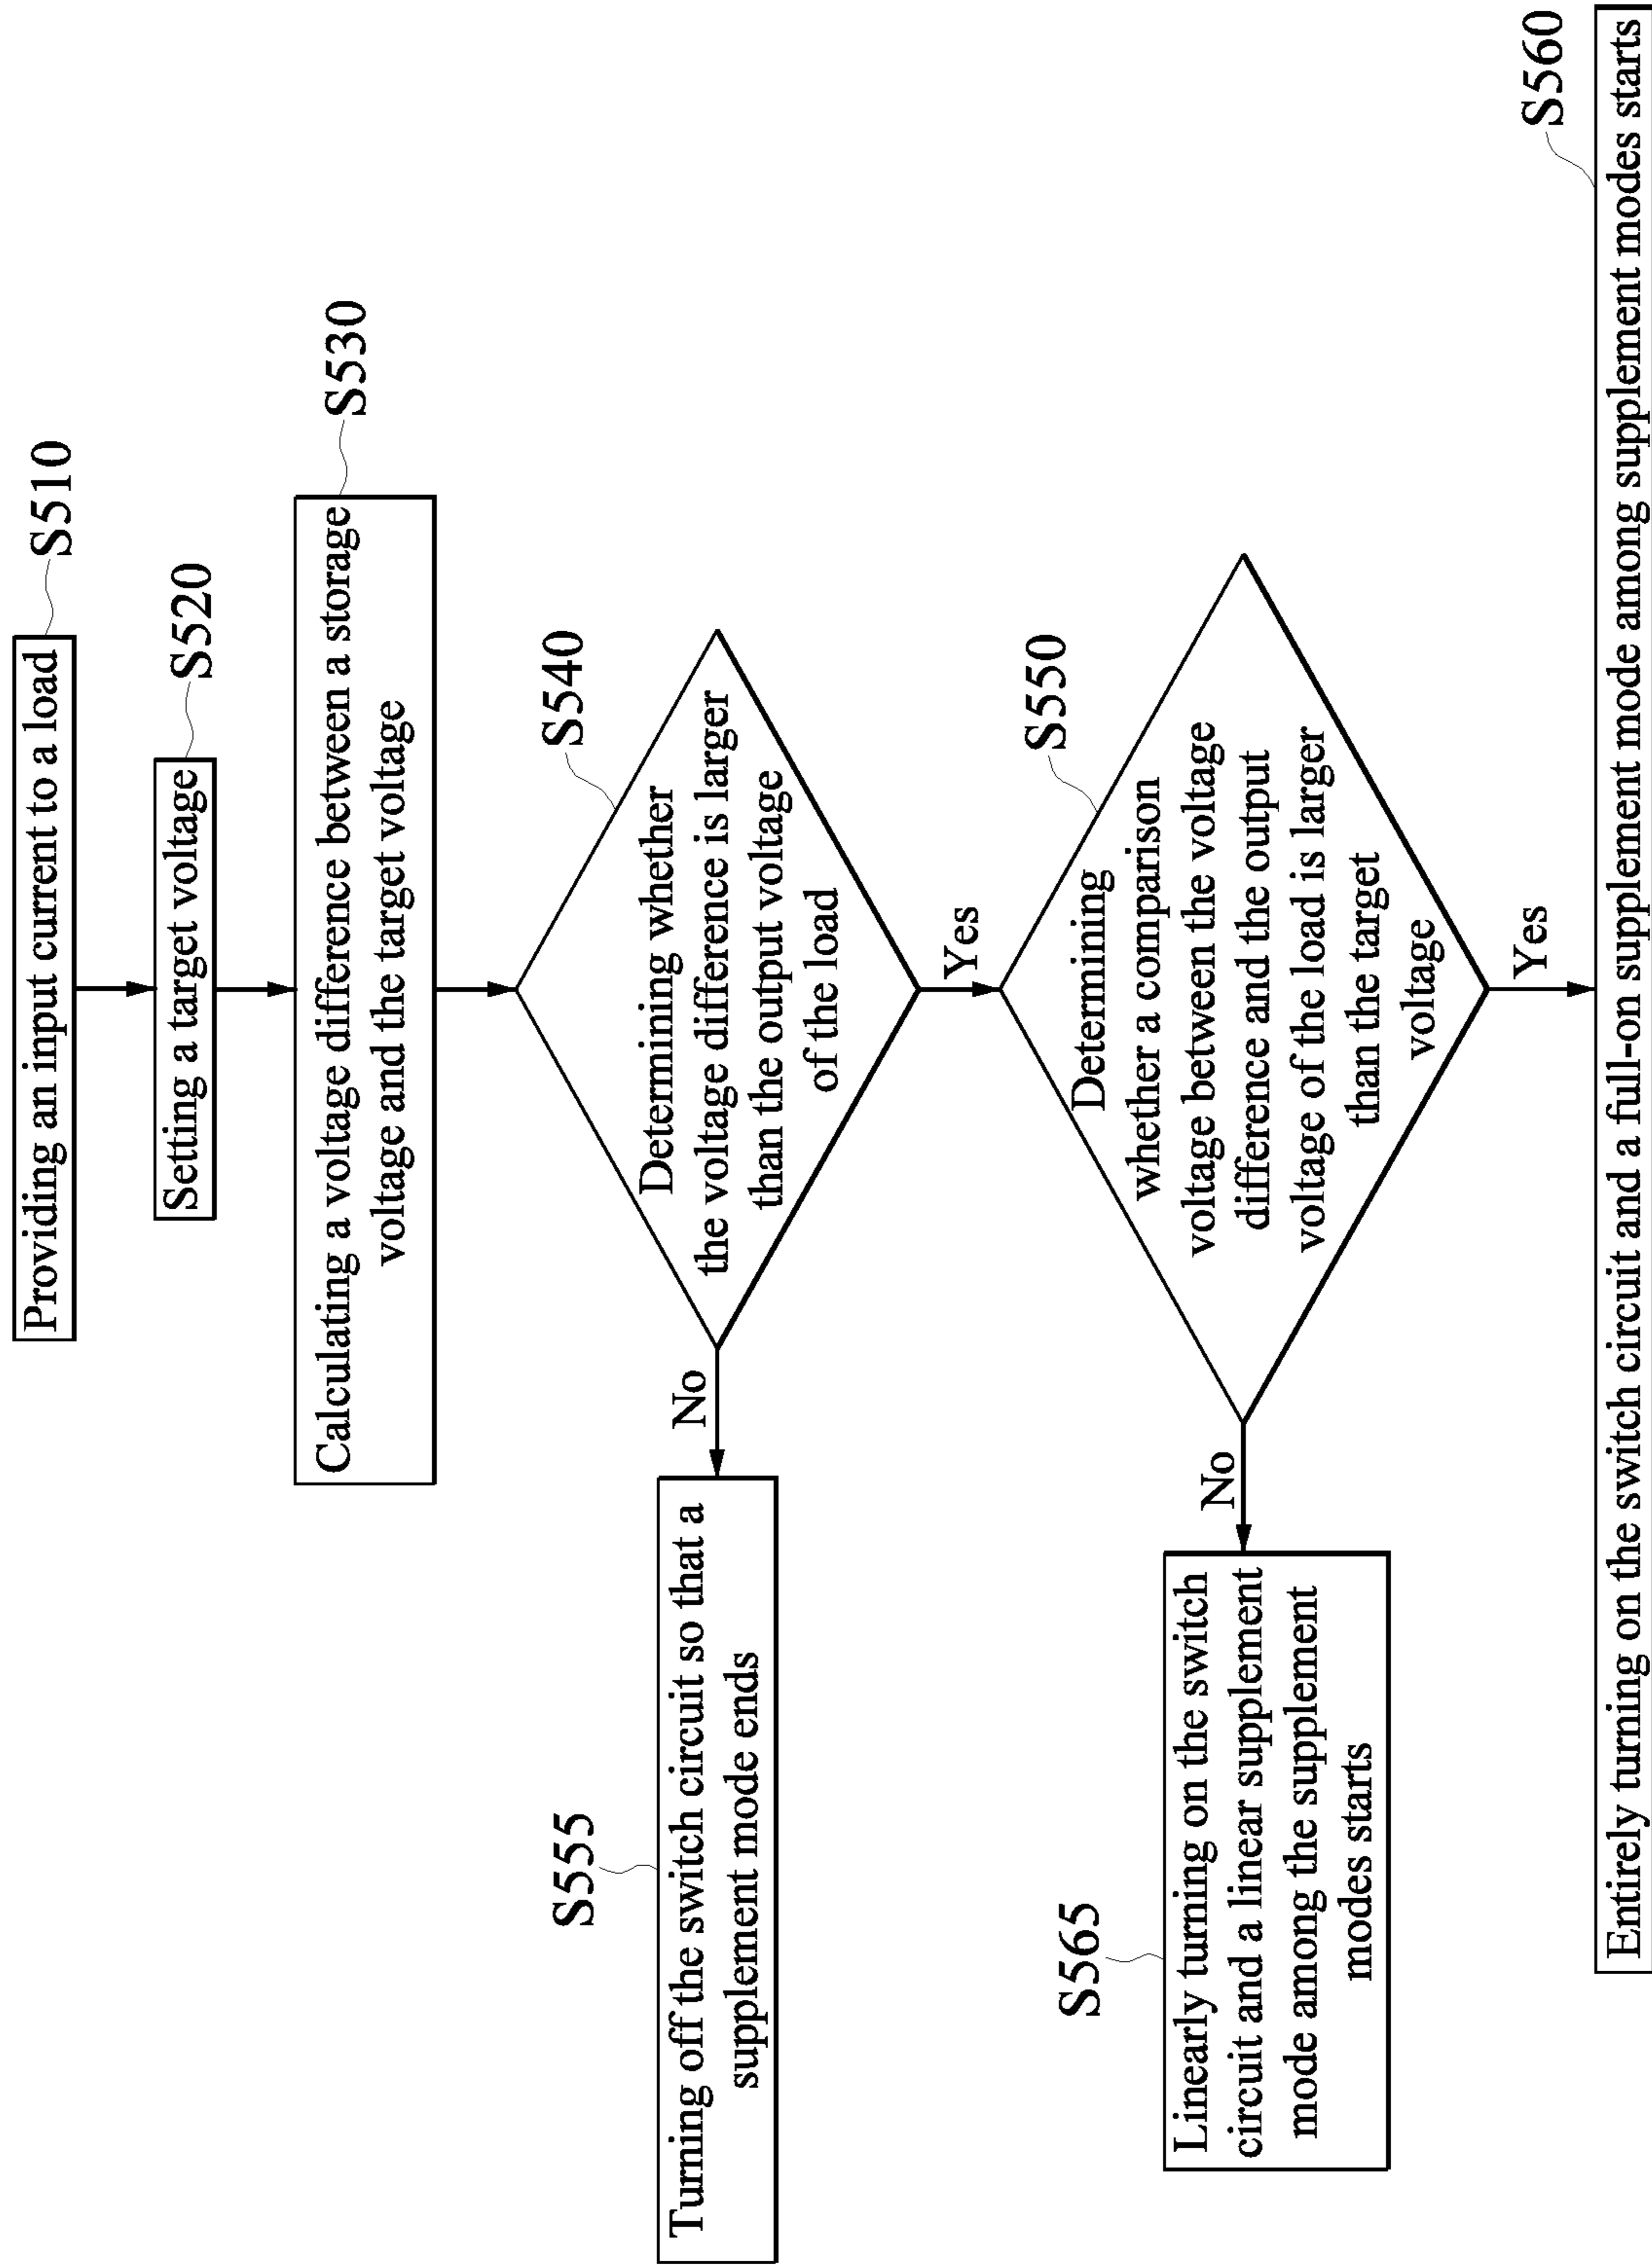 Providing an input current to a load
S510
Setting a target voltage
S520
Calculating a voltage difference between a storage
voltage and the target voltage
S530
Determining whether
the voltage difference is larger
than the output voltage
of the load
S540
No
Yes
S555
Turning off the switch circuit so that a
supplement mode ends
Determining
whether a comparison
voltage between the voltage
difference and the output
voltage of the load is larger
than the target
voltage
S550
No
Yes
S565
Linearly turning on the switch
circuit and a linear supplement
mode among the supplement
modes starts
S560
Entirely turning on the switch circuit and a full-on supplement mode among supplement modes starts